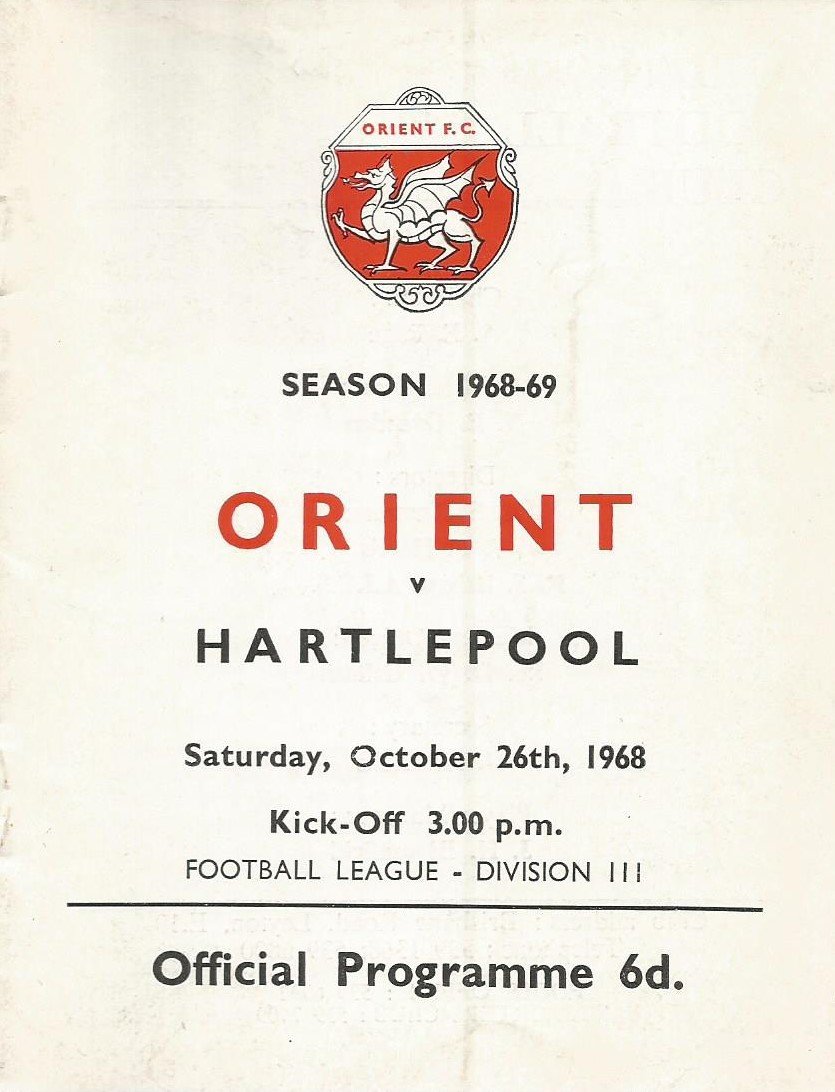 ORIENT F.C.
SEASON 1968-69
ORIENT
v
HARTLEPOOL
Saturday, October 26th, 1968
Kick-Off 3.00 p.m.
FOOTBALL LEAGUE - DIVISION III
Official Programme 6d.